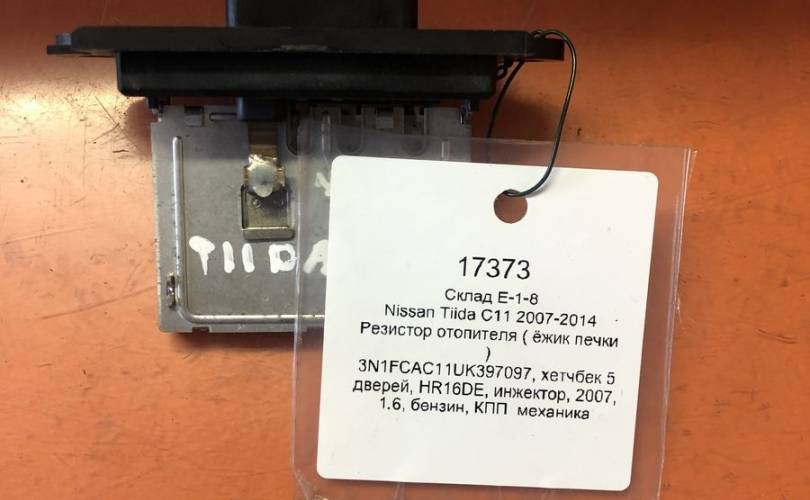 TIIDA
17373
Склад E-1-8
Nissan Tiida C11 2007-2014
Резистор отопителя ( ёжик печки
)
3N1FCAC11UK397097, хетчбек 5
дверей, HR16DE, инжектор, 2007,
1.6, бензин, КПП механика